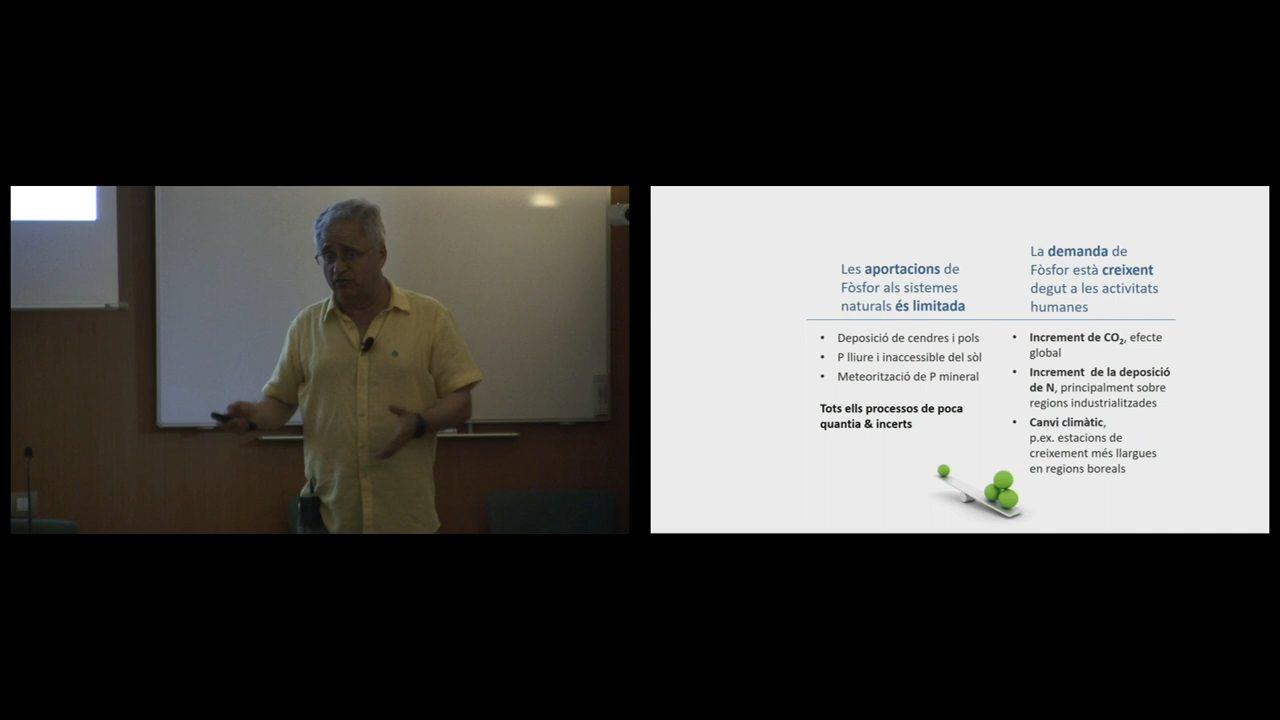 Les aportacions de
Fòsfor als sistemes
naturals és limitada
• Deposició de cendres i pols
• P lliure i inaccessible del sòl
• Meteorització de P mineral
Tots ells processos de poca
quantia & incerts
La demanda de
Fòsfor està creixent
degut a les activitats
humanes
• Increment de CO2, efecte
global
• Increment de la deposició
de N, principalment sobre
regions industrialitzades
• Canvi climàtic,
p.ex. estacions de
creixement més llargues
en regions boreals